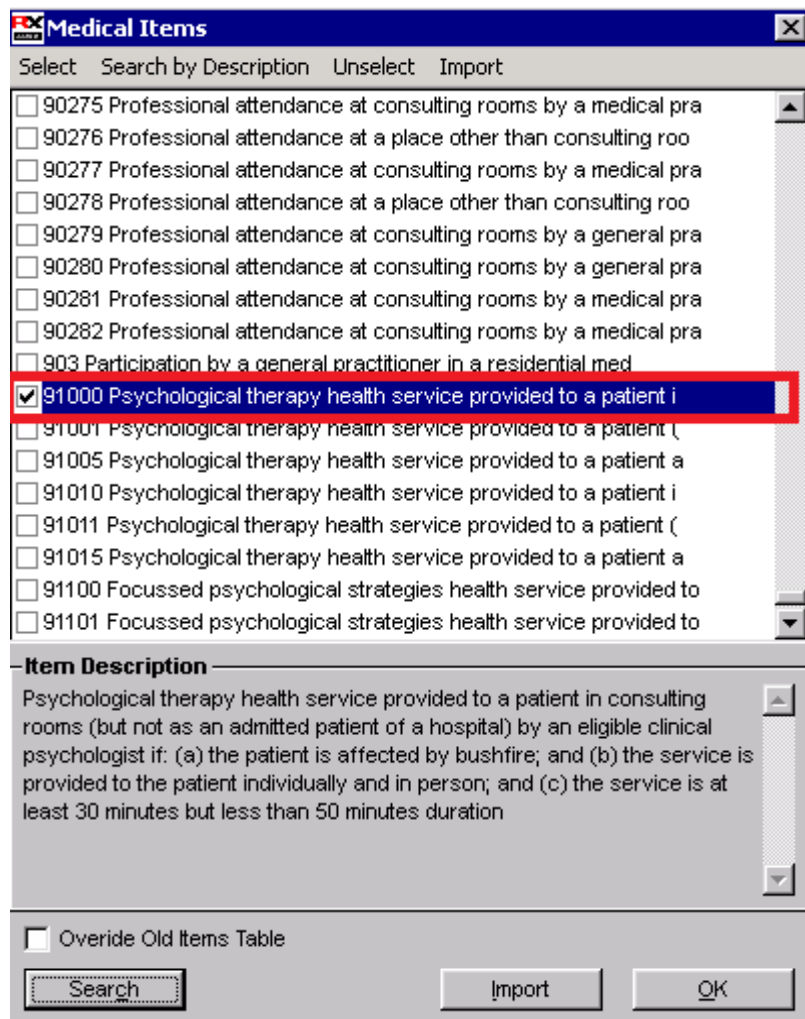 RX Medical Items
Select Search by Description Unselect Import
90275 Professional attendance at consulting rooms by a medical pra
90276 Professional attendance at a place other than consulting roo
90277 Professional attendance at consulting rooms by a medical pra
90278 Professional attendance at a place other than consulting roo
90279 Professional attendance at consulting rooms by a general pra
90280 Professional attendance at consulting rooms by a general pra
90281 Professional attendance at consulting rooms by a medical pra
90282 Professional attendance at consulting rooms by a medical pra
903 Participation by a general practitioner in a residential med
91000 Psychological therapy health service provided to a patient i
91001 Psychological therapy health service provided to a patient (
91005 Psychological therapy health service provided to a patient a
91010 Psychological therapy health service provided to a patient i
91011 Psychological therapy health service provided to a patient (
91015 Psychological therapy health service provided to a patient a
91100 Focussed psychological strategies health service provided to
91101 Focussed psychological strategies health service provided to
Item Description
Psychological therapy health service provided to a patient in consulting
rooms (but not as an admitted patient of a hospital) by an eligible clinical
psychologist if: (a) the patient is affected by bushfire; and (b) the service is
provided to the patient individually and in person; and (c) the service is at
least 30 minutes but less than 50 minutes duration
Overide Old Items Table
Search Import OK